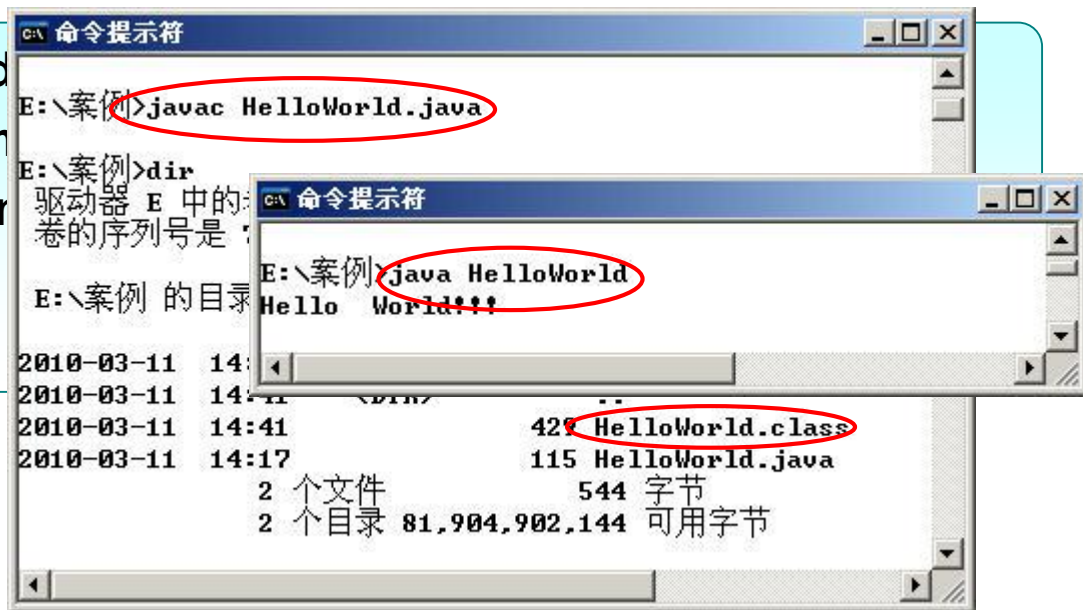 命令提示符
E:\案例>javac HelloWorld.java
E:\案例>dir
驱动器 E 中的
卷的序列号是
E:\案例 的目录
命令提示符
E:\案例>java HelloWorld
Hello  World!!!
2010-03-11  14:
2010-03-11  14:41    <DIR>          ..
2010-03-11  14:41               429 HelloWorld.class
2010-03-11  14:17               115 HelloWorld.java
2 个文件            544 字节
2 个目录 81,904,902,144 可用字节